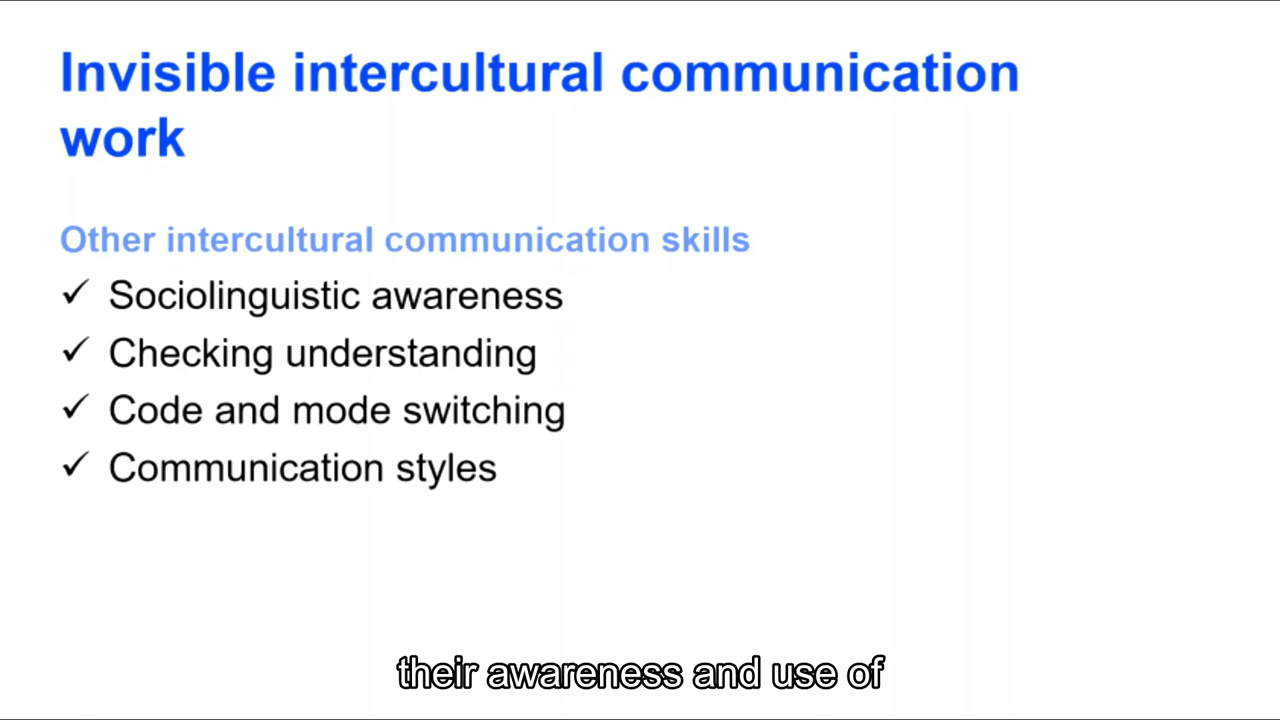 Invisible intercultural communication
work
Other intercultural communication skills
✓ Sociolinguistic awareness
✓ Checking understanding
✓ Code and mode switching
✓ Communication styles
their awareness and use of